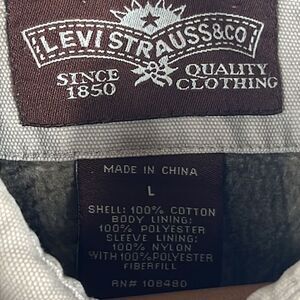 LEVI STRAUSS & CO
SINCE QUALITY
1850 CLOTHING
MADE IN CHINA
L
SHELL: 100% COTTON
BODY LINING:
100% POLYESTER
SLEEVE LINING:
100% NYLON
WITH 100% POLYESTER
FIBERFILL
RN# 108490